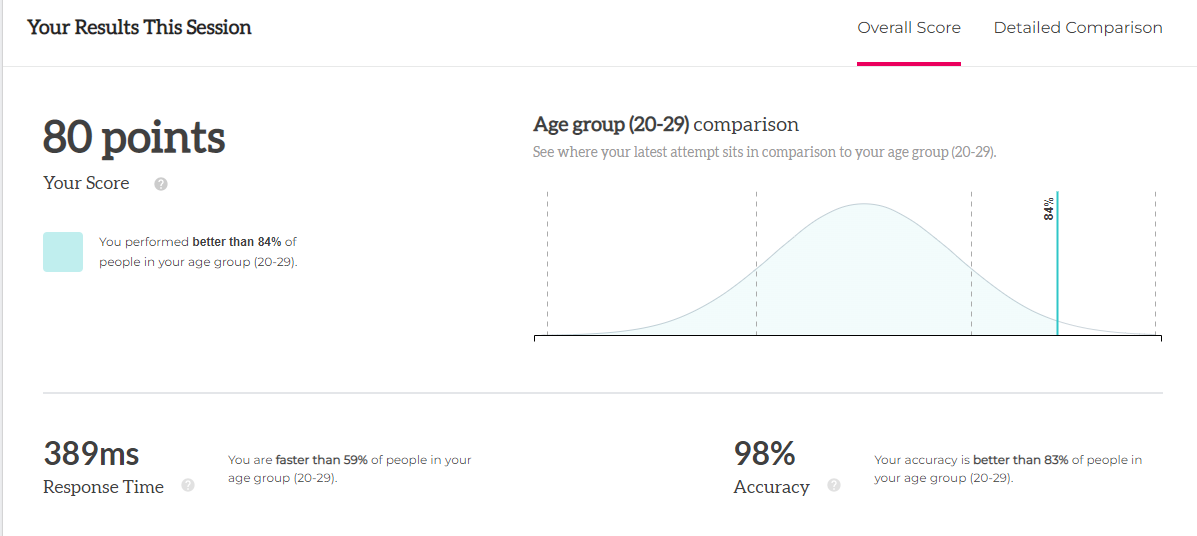 Your Results This Session
Overall Score
Detailed Comparison
80 points
Your Score
?
You performed better than 84% of
people in your age group (20-29).
Age group (20-29) comparison
See where your latest attempt sits in comparison to your age group (20-29).
84%
389ms
Response Time
?
You are faster than 59% of people in your
age group (20-29).
98%
Accuracy
?
Your accuracy is better than 83% of people in
your age group (20-29).